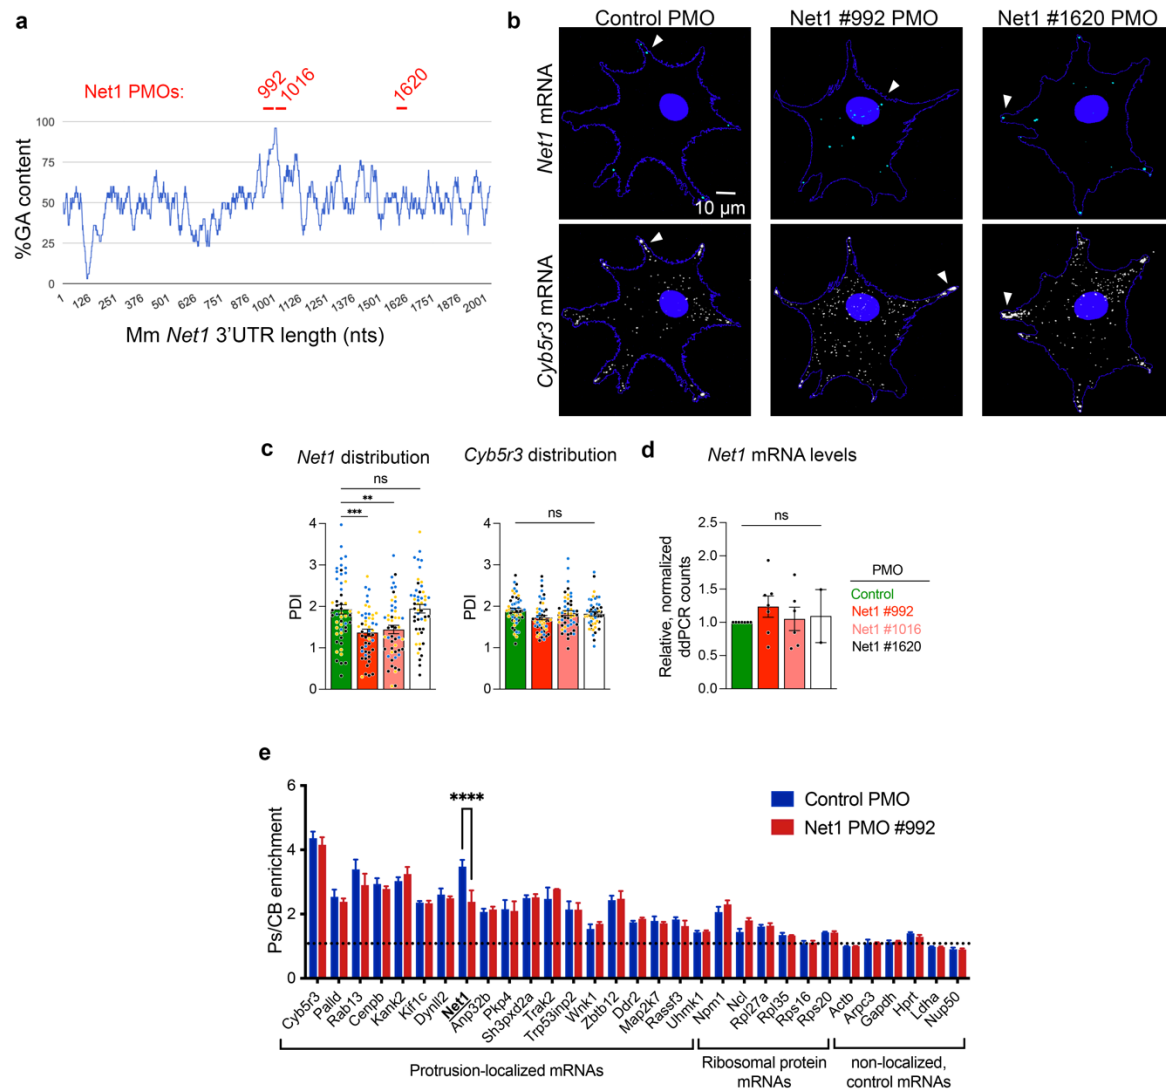 a
Net1 PMOs:
992
1016
1620
%GA content
100
75
50
25
0
1
126
251
376
501
626
751
876
1001
1126
1251
1376
1501
1626
1751
1876
2001
Mm Net1 3'UTR length (nts)
b
Control PMO
Net1 #992 PMO
Net1 #1620 PMO
Net1 mRNA
10 µm
Cyb5r3 mRNA
c
Net1 distribution
ns
**
***
PDI
4
3
2
1
0
Cyb5r3 distribution
ns
PDI
4
3
2
1
0
d
Net1 mRNA levels
ns
Relative, normalized
ddPCR counts
2.5
2.0
1.5
1.0
0.5
0.0
PMO
Control
Net1 #992
Net1 #1016
Net1 #1620
e
Ps/CB enrichment
6
4
2
0
****
Control PMO
Net1 PMO #992
Cyb5r3
Palld
Rab13
Cenpb
Kank2
Kif1c
Dynll2
Net1
Anp32b
Pkp4
Sh3pxd2a
Trak2
Trp53inp2
Wnk1
Zbtb12
Ddr2
Map2k7
Rassf3
Uhmk1
Npm1
Ncl
Rpl27a
Rpl35
Rps16
Rps20
Actb
Arpc3
Gapdh
Hprt
Ldha
Nup50
Protrusion-localized mRNAs
Ribosomal protein
mRNAs
non-localized,
control mRNAs